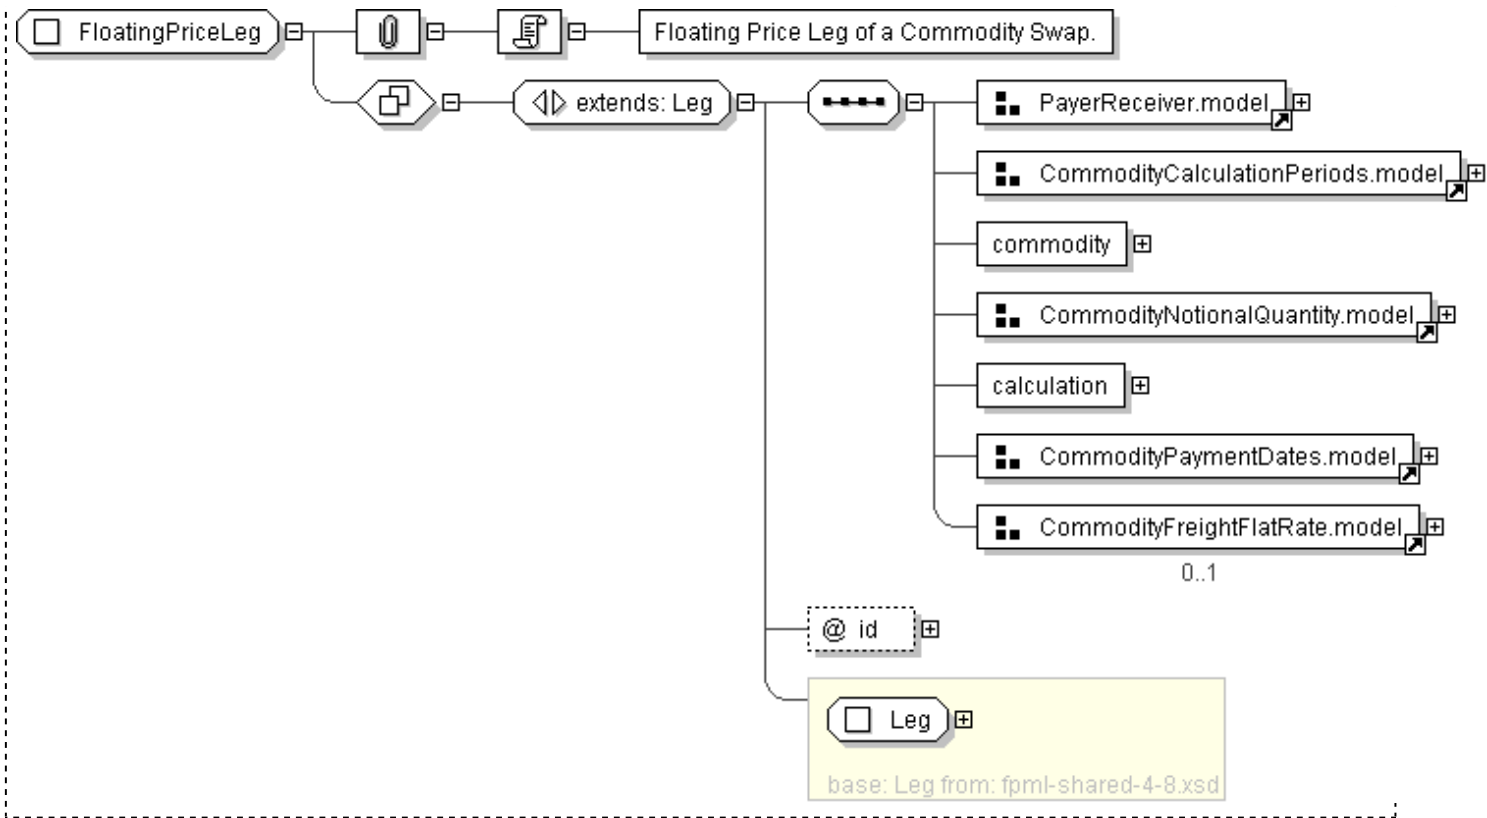 FloatingPriceLeg
Floating Price Leg of a Commodity Swap.
extends: Leg
PayerReceiver.model
CommodityCalculationPeriods.model
commodity
CommodityNotionalQuantity.model
calculation
CommodityPaymentDates.model
CommodityFreightFlatRate.model
0..1
@ id
Leg
base: Leg from: fpml-shared-4-8.xsd